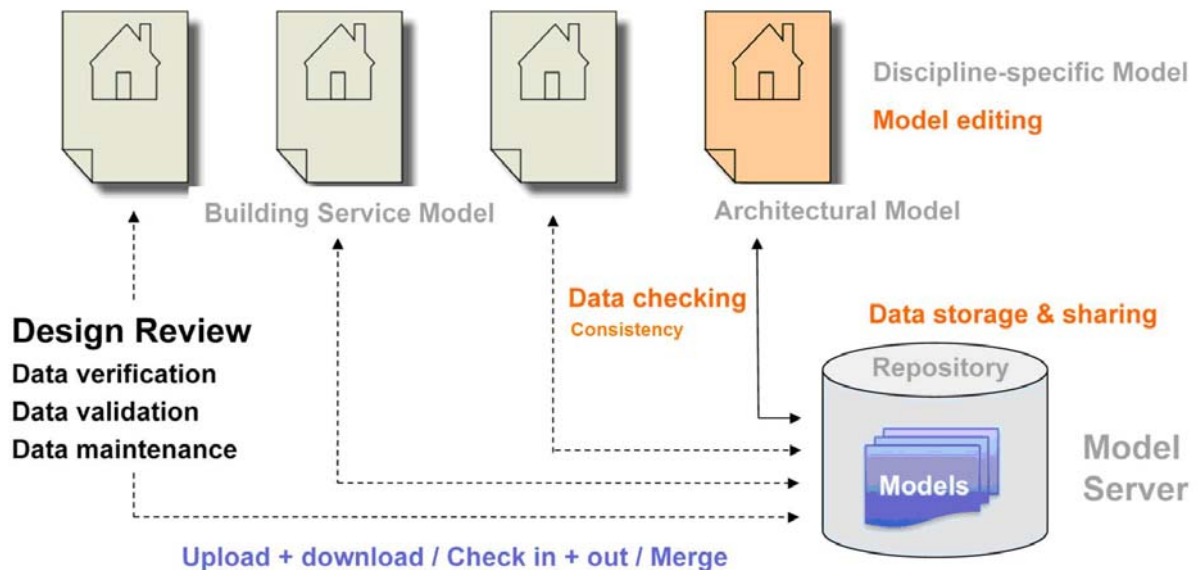 Discipline-specific Model
Model editing
Building Service Model
Architectural Model
Data checking
Consistency
Data storage & sharing
Design Review
Data verification
Data validation
Data maintenance
Repository
Models
Model
Server
Upload + download / Check in + out / Merge